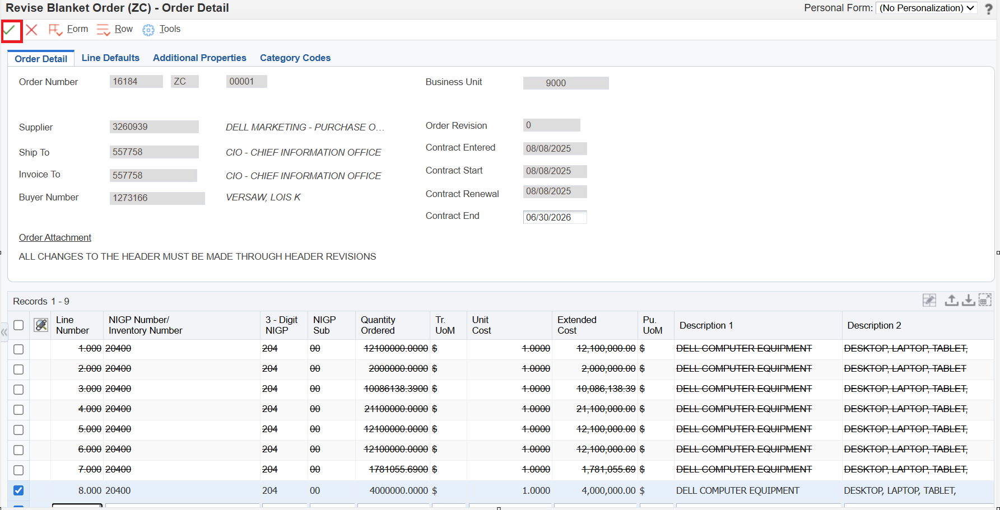 Revise Blanket Order (ZC) - Order Detail
Personal Form: (No Personalization)
?
Form Row Tools
Order Detail Line Defaults Additional Properties Category Codes
Order Number 16184 ZC 00001
Business Unit 9000
Supplier 3260939 DELL MARKETING - PURCHASE O...
Order Revision 0
Ship To 557758 CIO - CHIEF INFORMATION OFFICE
Contract Entered 08/08/2025
Invoice To 557758 CIO - CHIEF INFORMATION OFFICE
Contract Start 08/08/2025
Buyer Number 1273166 VERSAW, LOIS K
Contract Renewal 08/08/2025
Contract End 06/30/2026
Order Attachment
ALL CHANGES TO THE HEADER MUST BE MADE THROUGH HEADER REVISIONS
Records 1 - 9
Line Number NIGP Number/ Inventory Number 3 - Digit NIGP NIGP Sub Quantity Ordered Tr. UoM Unit Cost Extended Cost Pu. UoM Description 1 Description 2
1.000 20400 204 00 12100000.0000 $ 1.0000 12,100,000.00 $ DELL COMPUTER EQUIPMENT DESKTOP, LAPTOP, TABLET,
2.000 20400 204 00 2000000.0000 $ 1.0000 2,000,000.00 $ DELL COMPUTER EQUIPMENT DESKTOP, LAPTOP, TABLET
3.000 20400 204 00 10086138.3900 $ 1.0000 10,086,138.39 $ DELL COMPUTER EQUIPMENT DESKTOP, LAPTOP, TABLET,
4.000 20400 204 00 21100000.0000 $ 1.0000 21,100,000.00 $ DELL COMPUTER EQUIPMENT DESKTOP, LAPTOP, TABLET,
5.000 20400 204 00 12100000.0000 $ 1.0000 12,100,000.00 $ DELL COMPUTER EQUIPMENT DESKTOP, LAPTOP, TABLET,
6.000 20400 204 00 12100000.0000 $ 1.0000 12,100,000.00 $ DELL COMPUTER EQUIPMENT DESKTOP, LAPTOP, TABLET,
7.000 20400 204 00 1781055.6900 $ 1.0000 1,781,055.69 $ DELL COMPUTER EQUIPMENT DESKTOP, LAPTOP, TABLET,
8.000 20400 204 00 4000000.0000 $ 1.0000 4,000,000.00 $ DELL COMPUTER EQUIPMENT DESKTOP, LAPTOP, TABLET,